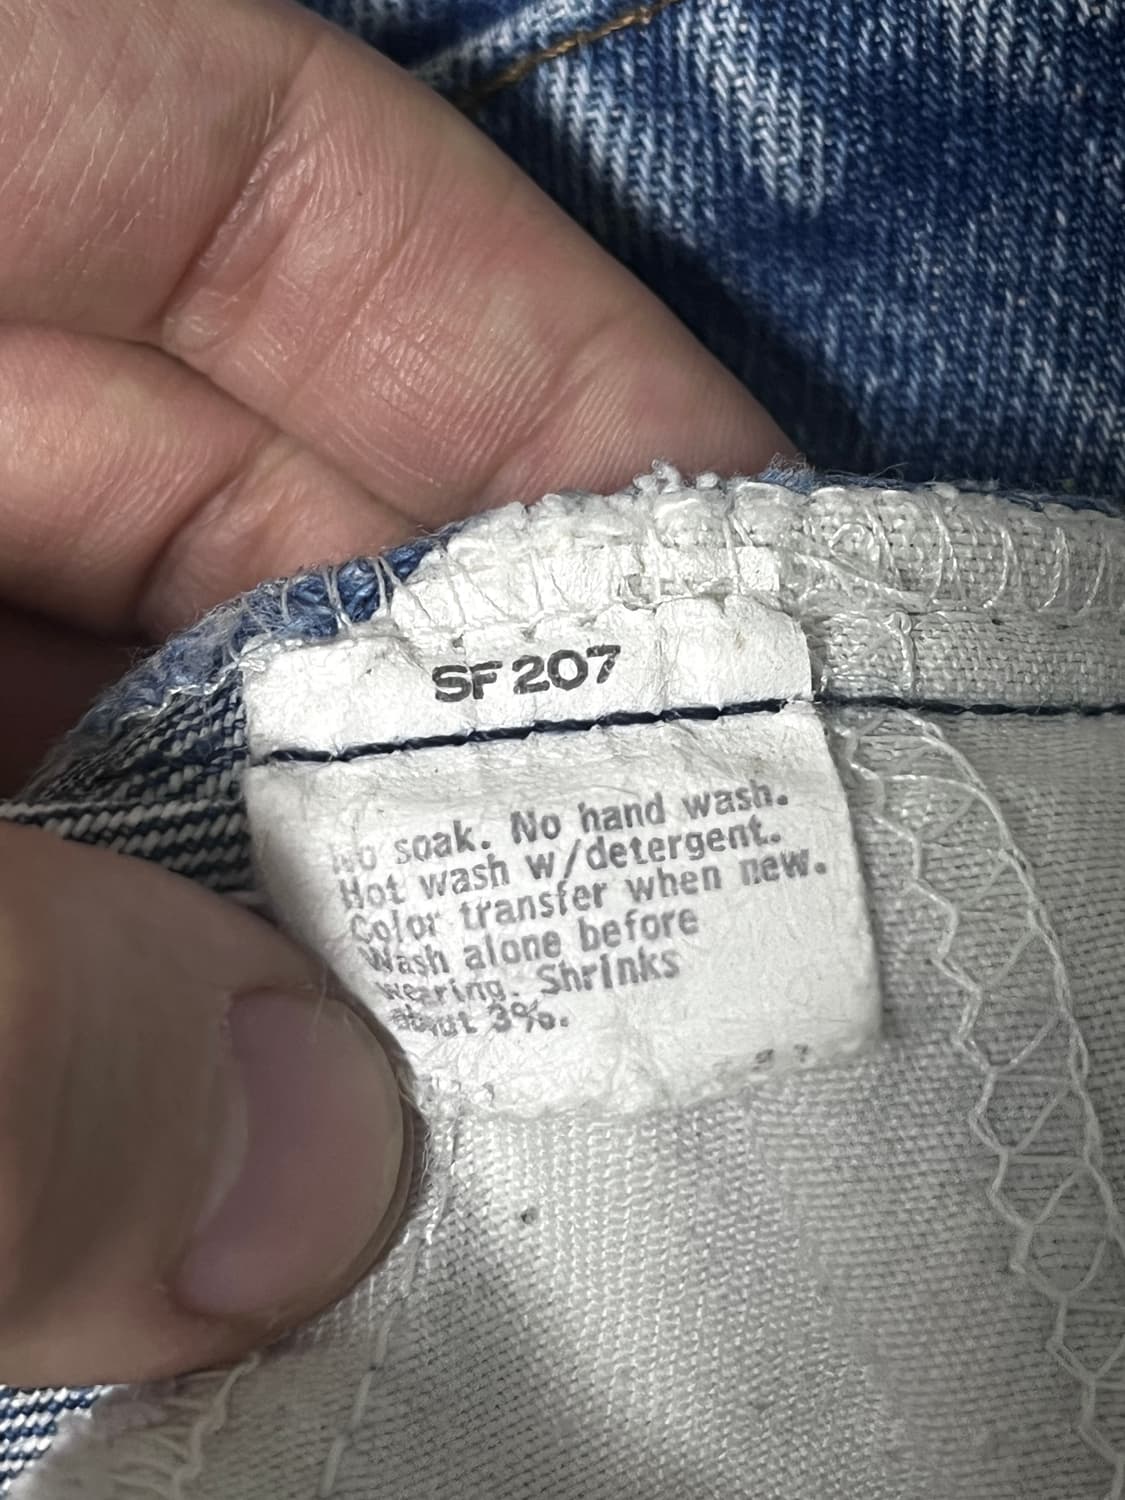 SF 207
No soak. No hand wash.
Hot wash w/detergent.
Color transfer when new.
Wash alone before
wearing. Shrinks
about 3%.